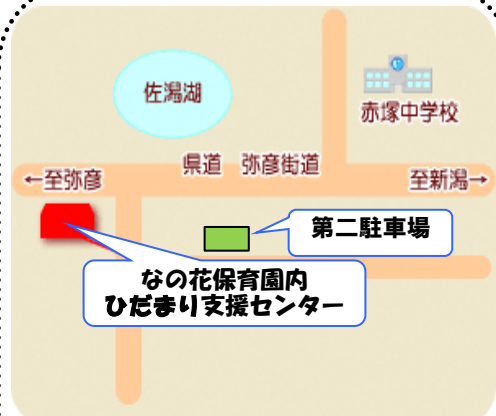 佐潟湖
赤塚中学校
県道 弥彦街道
←至弥彦
至新潟→
第二駐車場
なの花保育園内
ひだまり支援センター